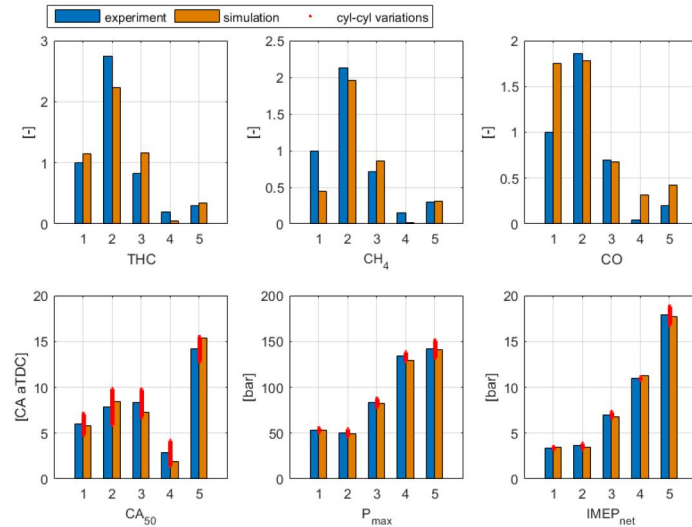 experiment simulation cyl-cyl variations
3
2
1
0
[-]
1 2 3 4 5
THC
2.5
2
1.5
1
0.5
0
[-]
1 2 3 4 5
CH4
2
1.5
1
0.5
0
[-]
1 2 3 4 5
CO
20
15
10
5
0
[CA aTDC]
1 2 3 4 5
CA50
200
150
100
50
0
[bar]
1 2 3 4 5
Pmax
20
15
10
5
0
[bar]
1 2 3 4 5
IMEPnet